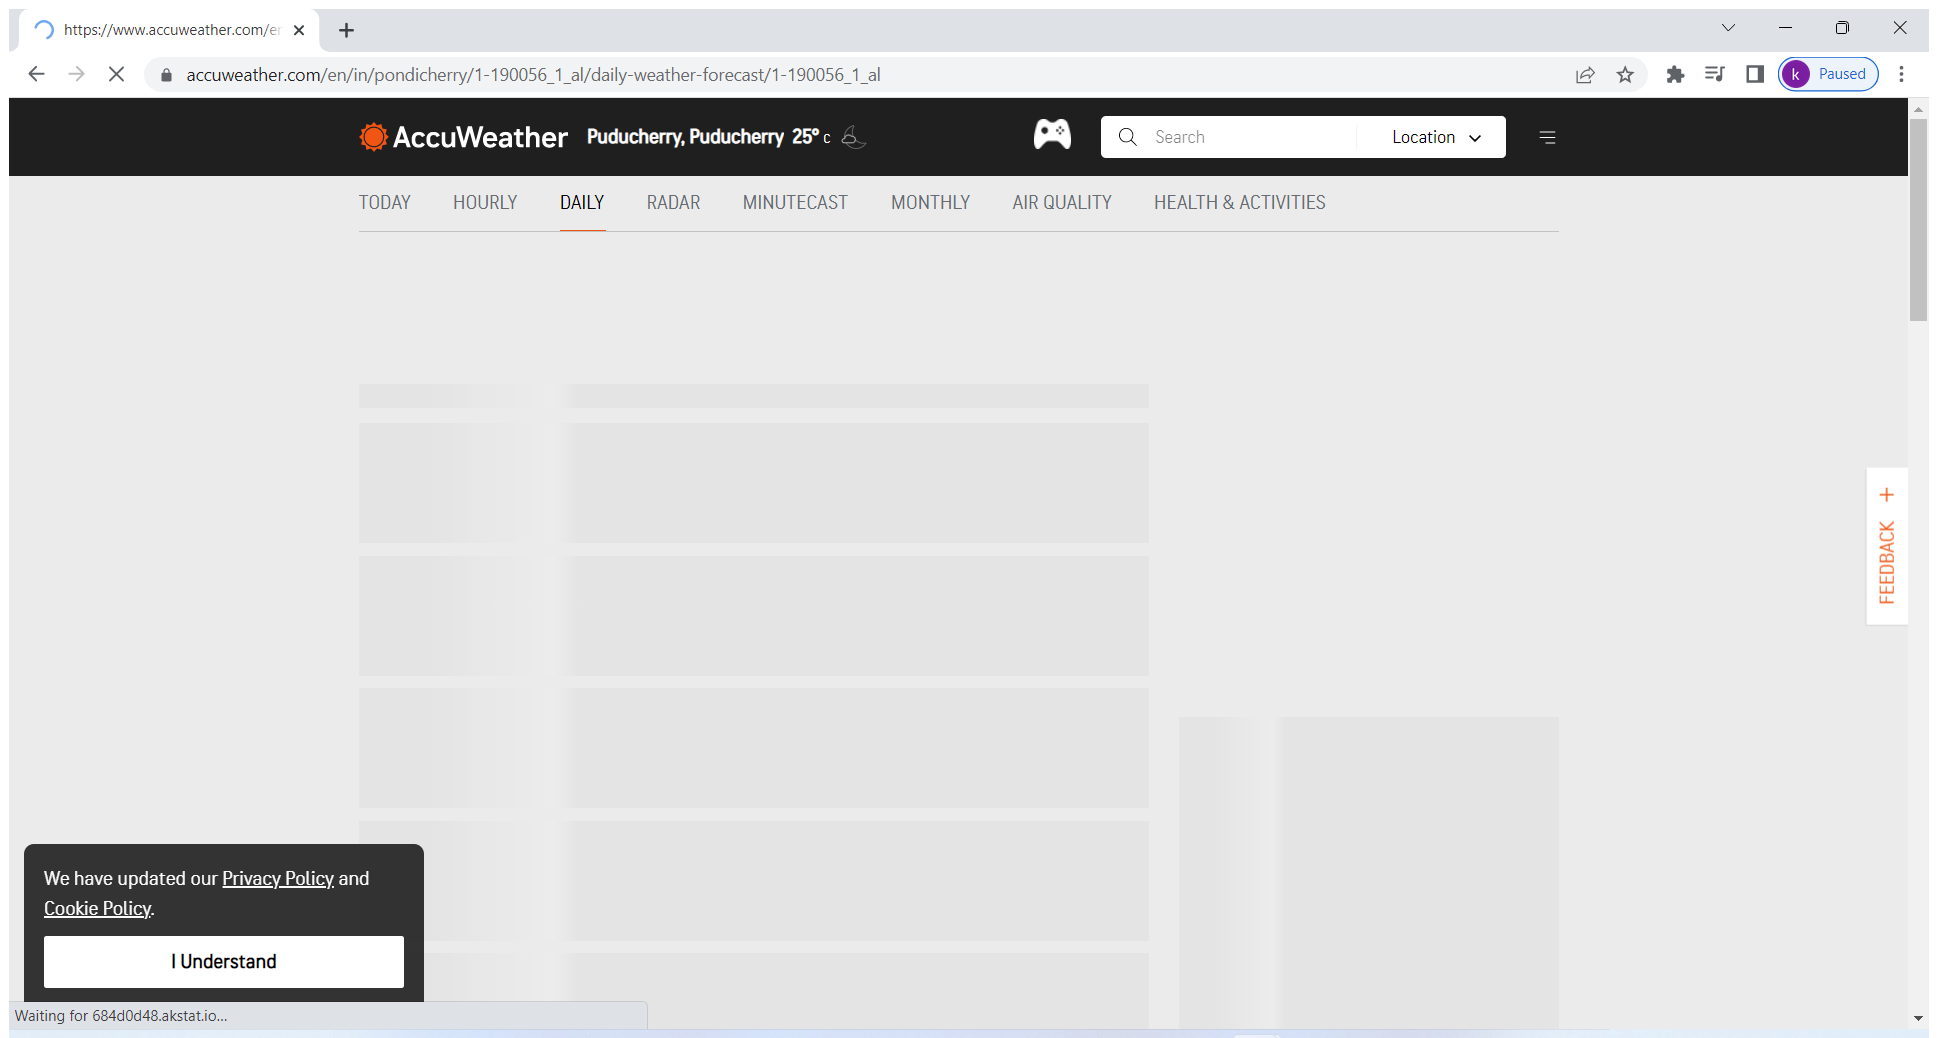 https://www.accuweather.com/er
accuweather.com/en/in/pondicherry/1-190056_1_al/daily-weather-forecast/1-190056_1_al
k Paused
AccuWeather Puducherry, Puducherry 25° C
Search Location
TODAY HOURLY DAILY RADAR MINUTECAST MONTHLY AIR QUALITY HEALTH & ACTIVITIES
FEEDBACK +
We have updated our Privacy Policy and
Cookie Policy.
I Understand
Waiting for 684d0d48.akstat.io...